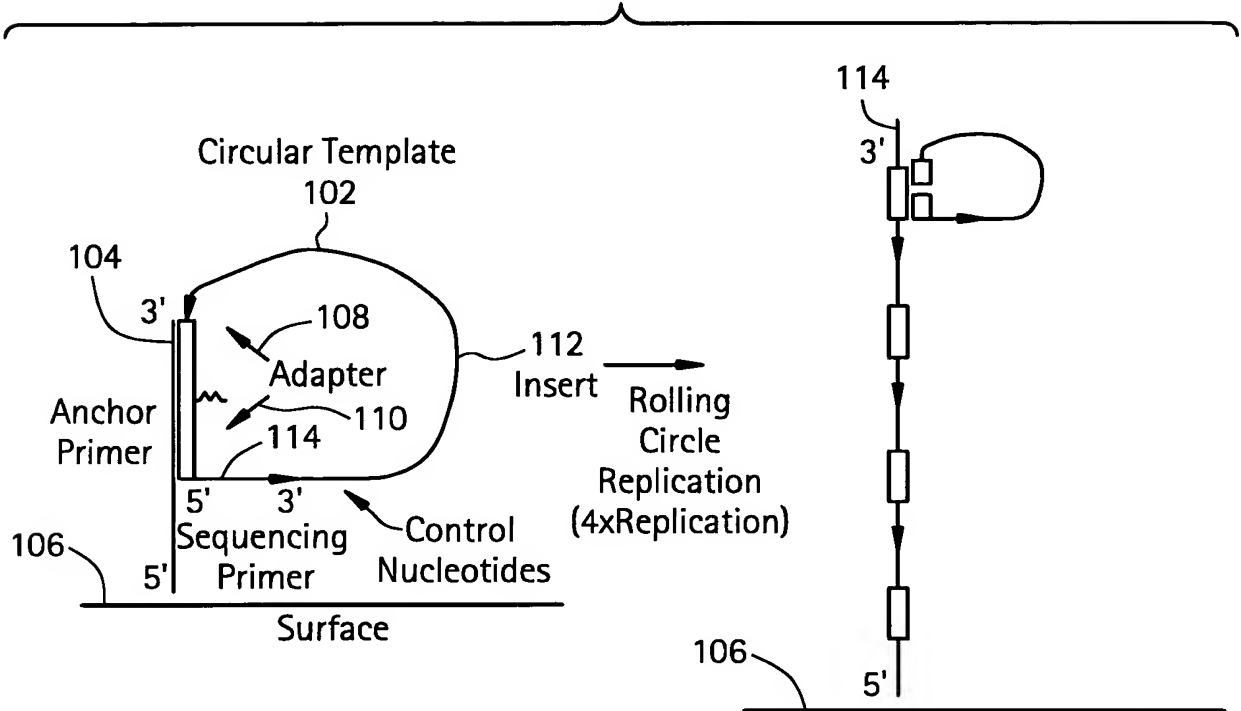 Circular Template
102
104
3'
108
Adapter
110
114
112
Insert
Anchor
Primer
5'
3'
Sequencing
Primer
Control
Nucleotides
106
5'
Surface
Rolling
Circle
Replication
(4xReplication)
114
3'
5'
106